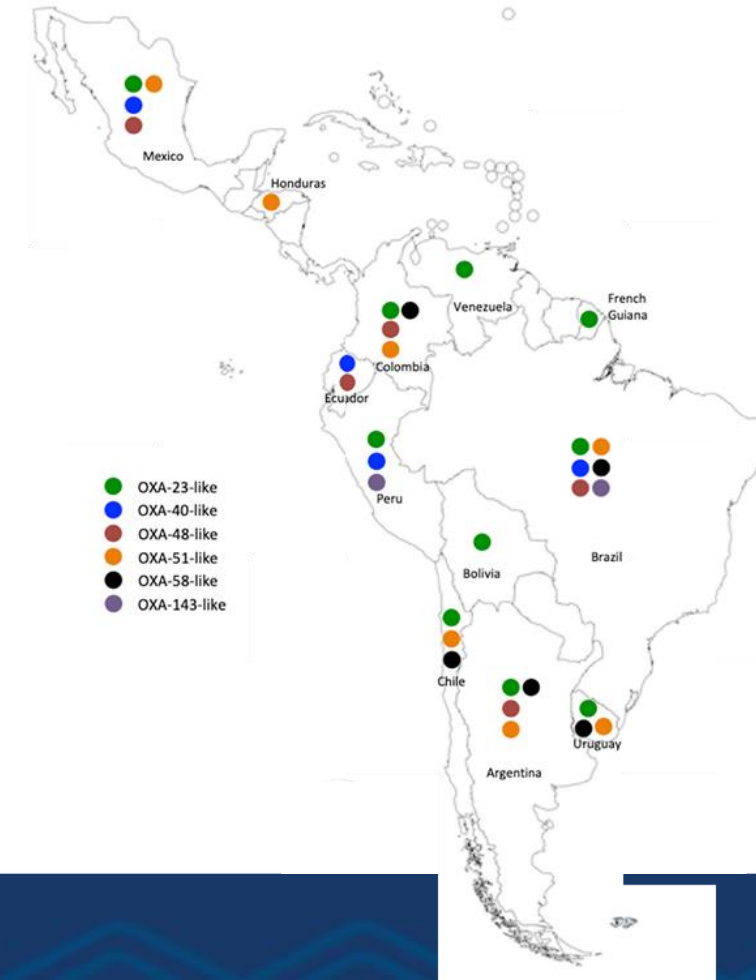 Mexico
Honduras
Venezuela
French
Guiana
Colombia
Ecuador
Peru
OXA-23-like
OXA-40-like
OXA-48-like
OXA-51-like
OXA-58-like
OXA-143-like
Brazil
Bolivia
Chile
Uruguay
Argentina